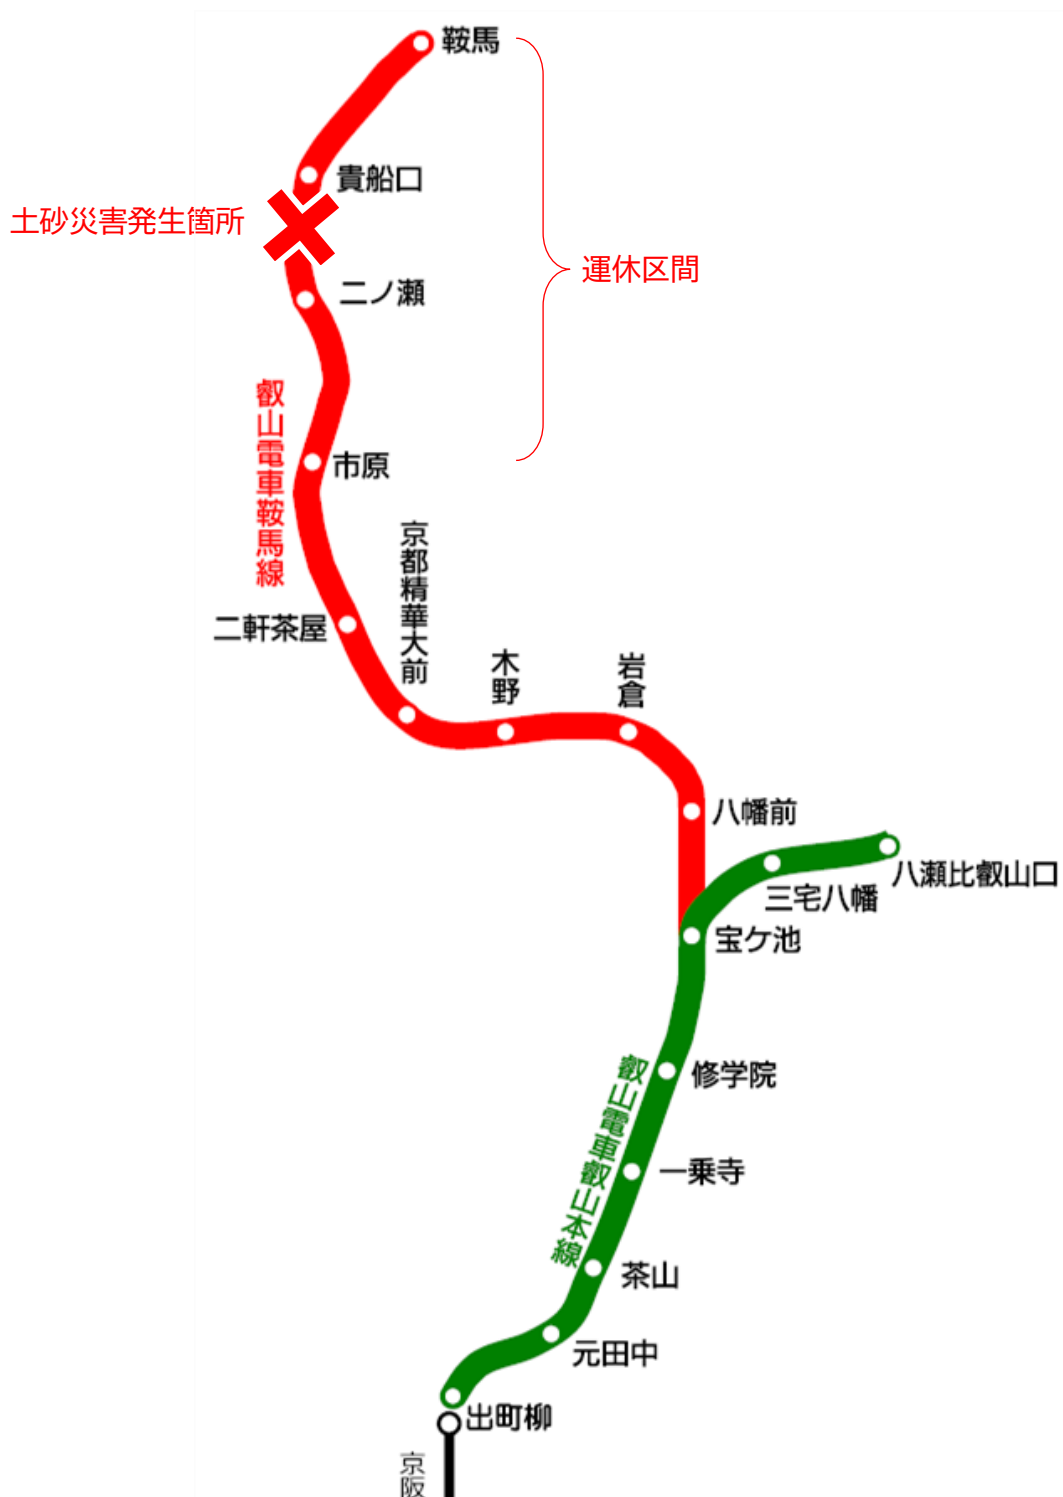 鞍馬
貴船口
土砂災害発生箇所
運休区間
二ノ瀬
叡山電車鞍馬線
市原
京都精華大前
二軒茶屋
木野
岩倉
八幡前
八瀬比叡山口
三宅八幡
宝ケ池
修学院
叡山電車叡山本線
一乗寺
茶山
元田中
出町柳
京阪